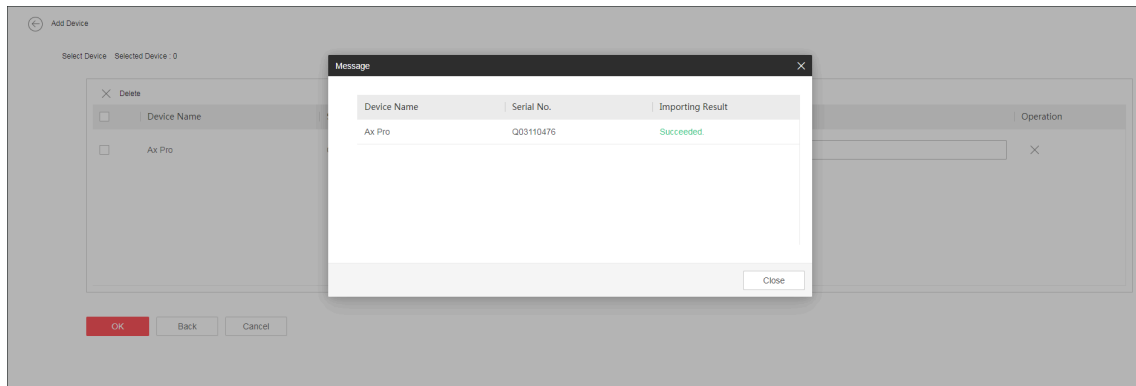 Add Device
Select Device Selected Device : 0
Message
Delete
Device Name
Operation
Ax Pro
Device Name Serial No. Importing Result
Ax Pro Q03110476 Succeeded.
Close
OK Back Cancel